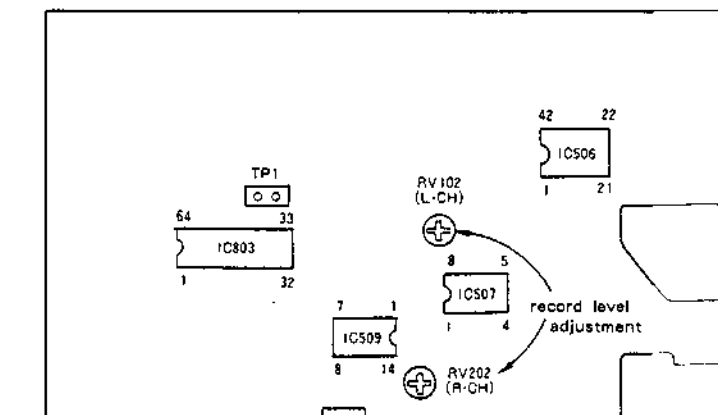 42 22
IC506
1 21
TP1
RV102
(L-CH)
64 33
IC803
1 32
8 5
IC507
1 4
record level
adjustment
7 1
IC509
8 14
RV202
(R-CH)